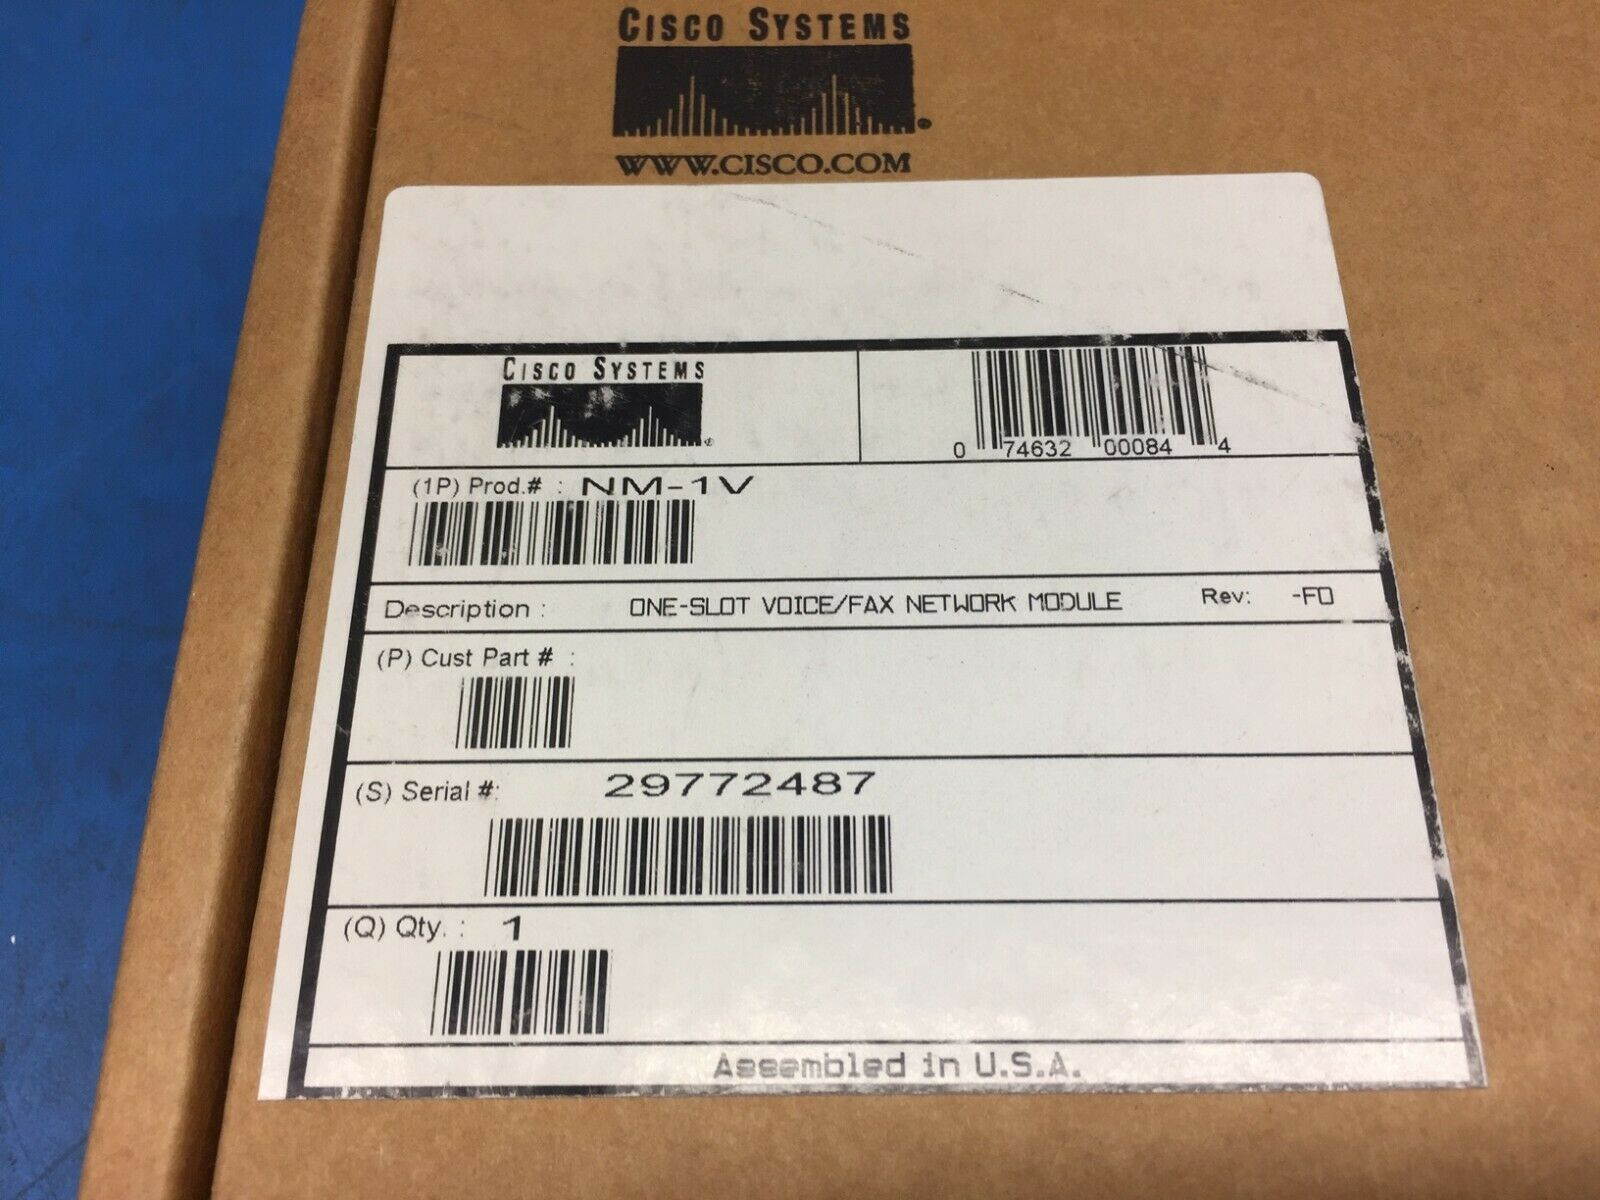 CISCO SYSTEMS
WWW.CISCO.COM
CISCO SYSTEMS
0 74632 00084 4
(1P) Prod.# : NM-1V
Description : ONE-SLOT VOICE/FAX NETWORK MODULE Rev: -F0
(P) Cust Part # :
(S) Serial #: 29772487
(Q) Qty. : 1
Assembled in U.S.A.